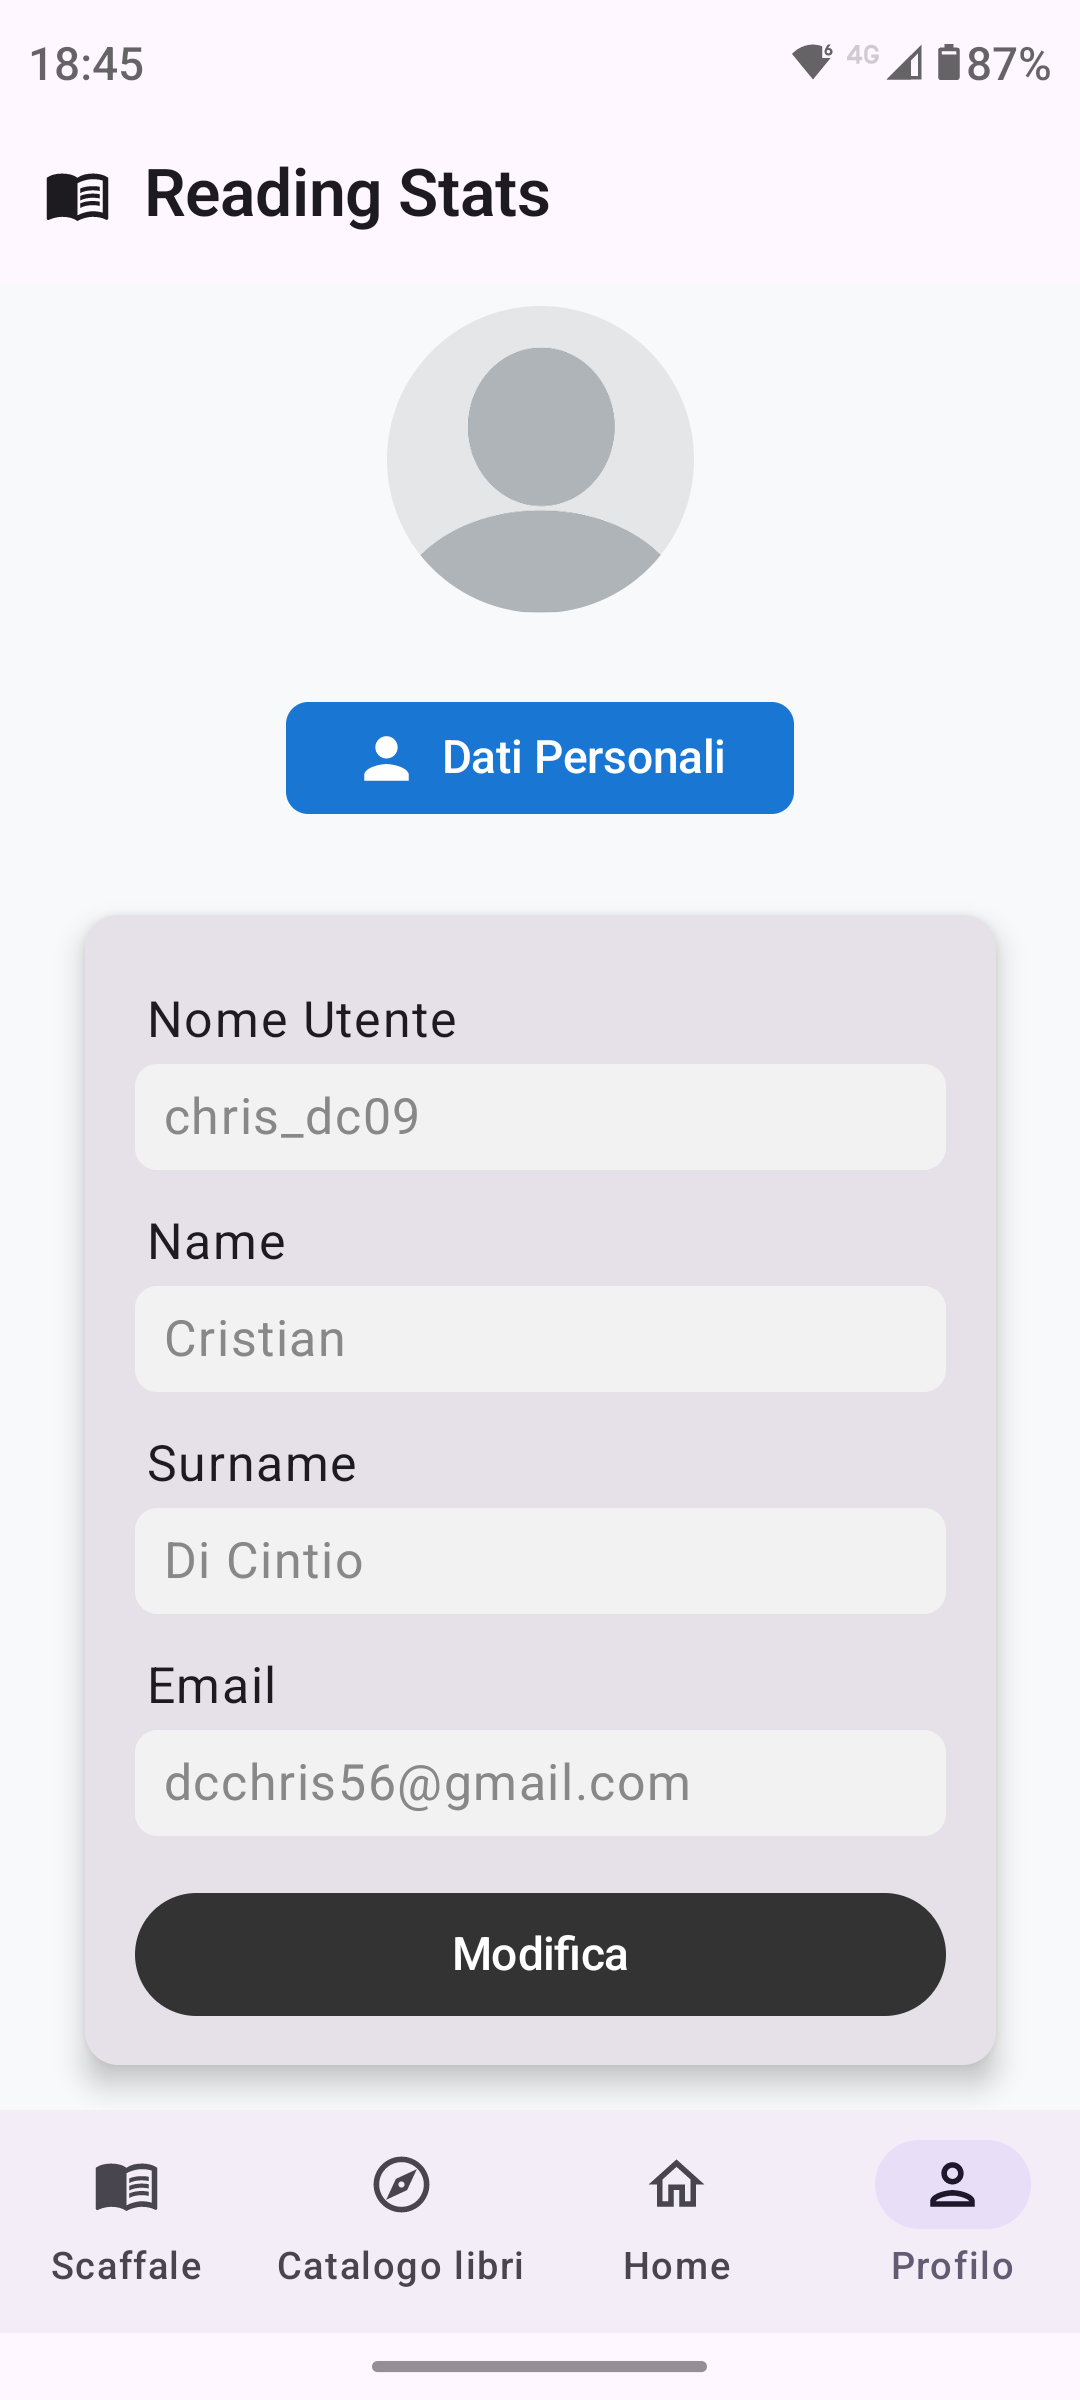 18:45
6 4G 87%
Reading Stats
Dati Personali
Nome Utente
chris_dc09
Name
Cristian
Surname
Di Cintio
Email
dcchris56@gmail.com
Modifica
Scaffale Catalogo libri Home Profilo